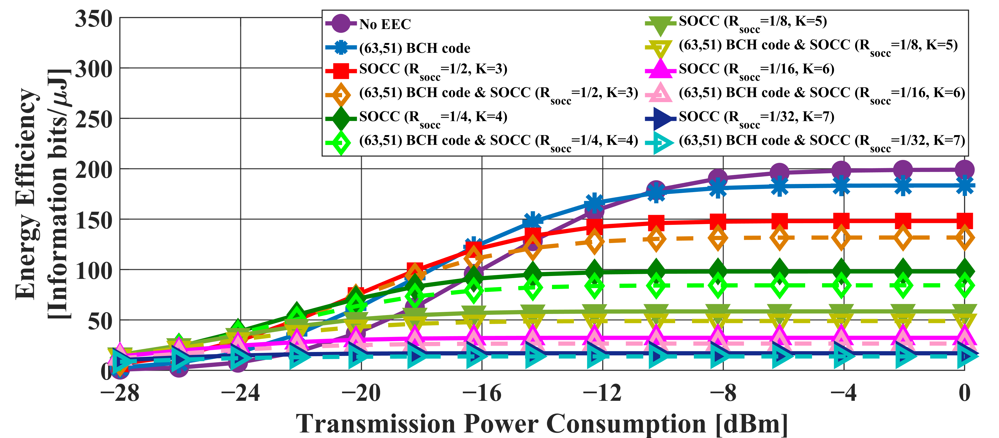 Energy Efficiency
[Information bits/μJ]
350
300
250
200
150
100
50
0
No EEC
(63,51) BCH code
SOCC (Rsocc=1/2, K=3)
(63,51) BCH code & SOCC (Rsocc=1/2, K=3)
SOCC (Rsocc=1/4, K=4)
(63,51) BCH code & SOCC (Rsocc=1/4, K=4)
SOCC (Rsocc=1/8, K=5)
(63,51) BCH code & SOCC (Rsocc=1/8, K=5)
SOCC (Rsocc=1/16, K=6)
(63,51) BCH code & SOCC (Rsocc=1/16, K=6)
SOCC (Rsocc=1/32, K=7)
(63,51) BCH code & SOCC (Rsocc=1/32, K=7)
−28 −24 −20 −16 −12 −8 −4 0
Transmission Power Consumption [dBm]